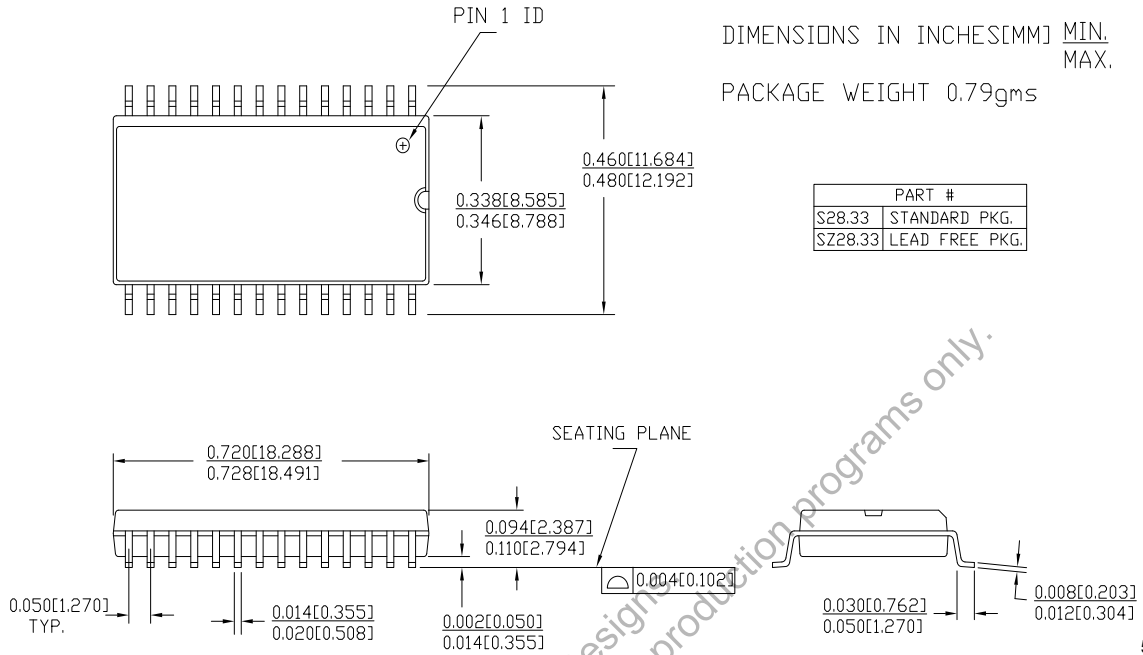 PIN 1 ID
DIMENSIONS IN INCHES[MM] MIN.
MAX.
PACKAGE WEIGHT 0.79gms
0.460[11.684]
0.480[12.192]
0.338[8.585]
0.346[8.788]
PART #
S28.33 STANDARD PKG.
SZ28.33 LEAD FREE PKG.
SEATING PLANE
0.720[18.288]
0.728[18.491]
0.094[2.387]
0.110[2.794]
0.004[0.102]
0.050[1.270]
TYP.
0.014[0.355]
0.020[0.508]
0.002[0.050]
0.014[0.355]
0.030[0.762]
0.050[1.270]
0.008[0.203]
0.012[0.304]
production programs only.